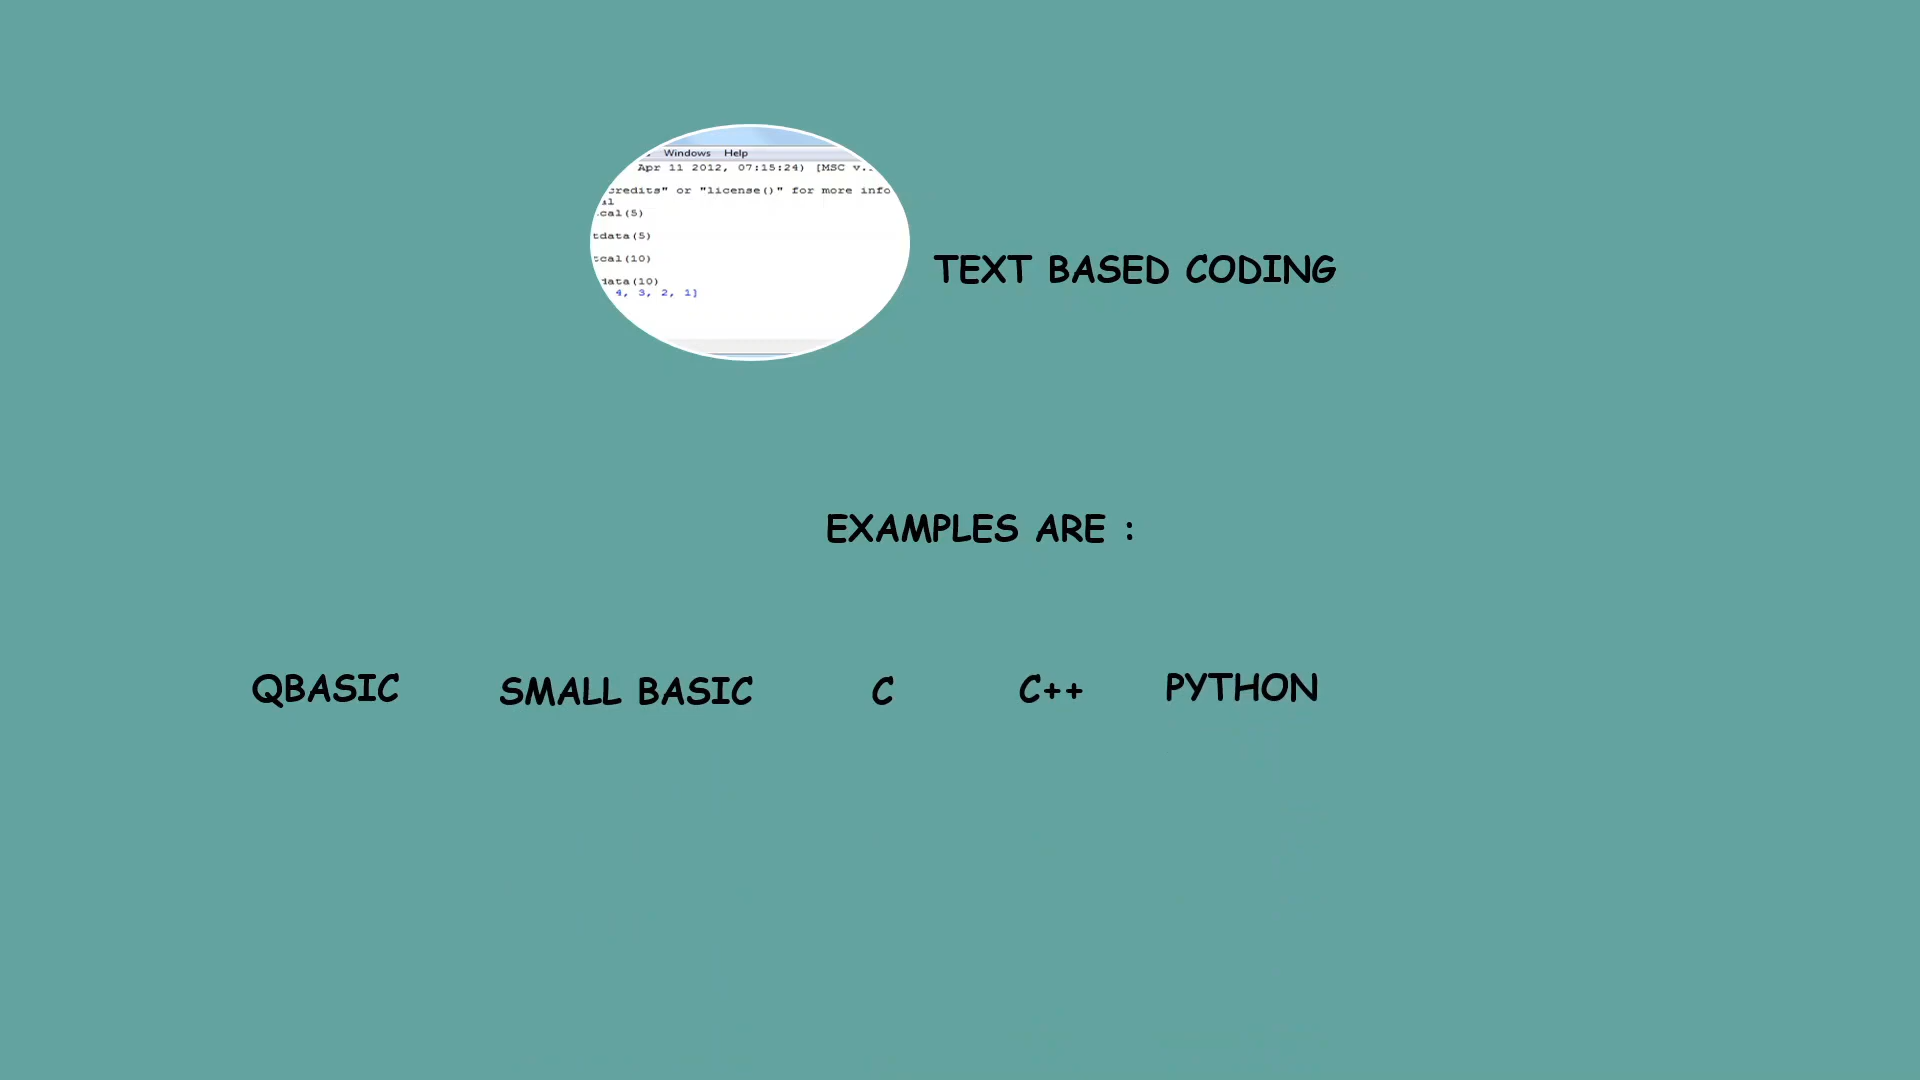 Windows Help
Apr 11 2012, 07:15:24) [MSC v..
credits" or "license()" for more info
cal(5)
tdata(5)
cal(10)
data(10)
4, 3, 2, 1]
TEXT BASED CODING
EXAMPLES ARE :
QBASIC SMALL BASIC C C++ PYTHON